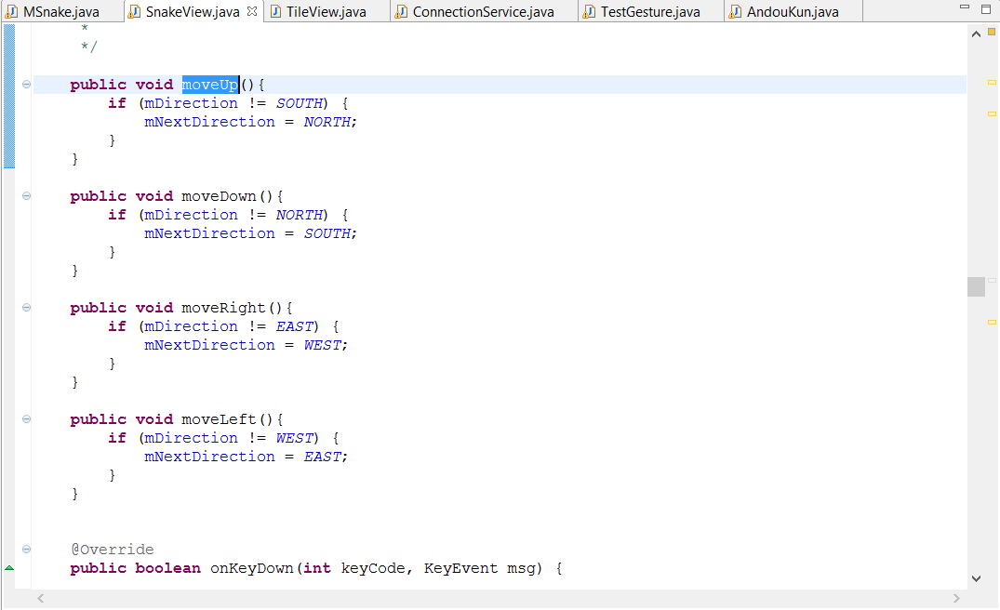 MSnake.java SnakeView.java TileView.java ConnectionService.java TestGesture.java AndouKun.java
*
*/
public void moveUp(){
if (mDirection != SOUTH) {
mNextDirection = NORTH;
}
}
public void moveDown(){
if (mDirection != NORTH) {
mNextDirection = SOUTH;
}
}
public void moveRight(){
if (mDirection != EAST) {
mNextDirection = WEST;
}
}
public void moveLeft(){
if (mDirection != WEST) {
mNextDirection = EAST;
}
}
@Override
public boolean onKeyDown(int keyCode, KeyEvent msg) {